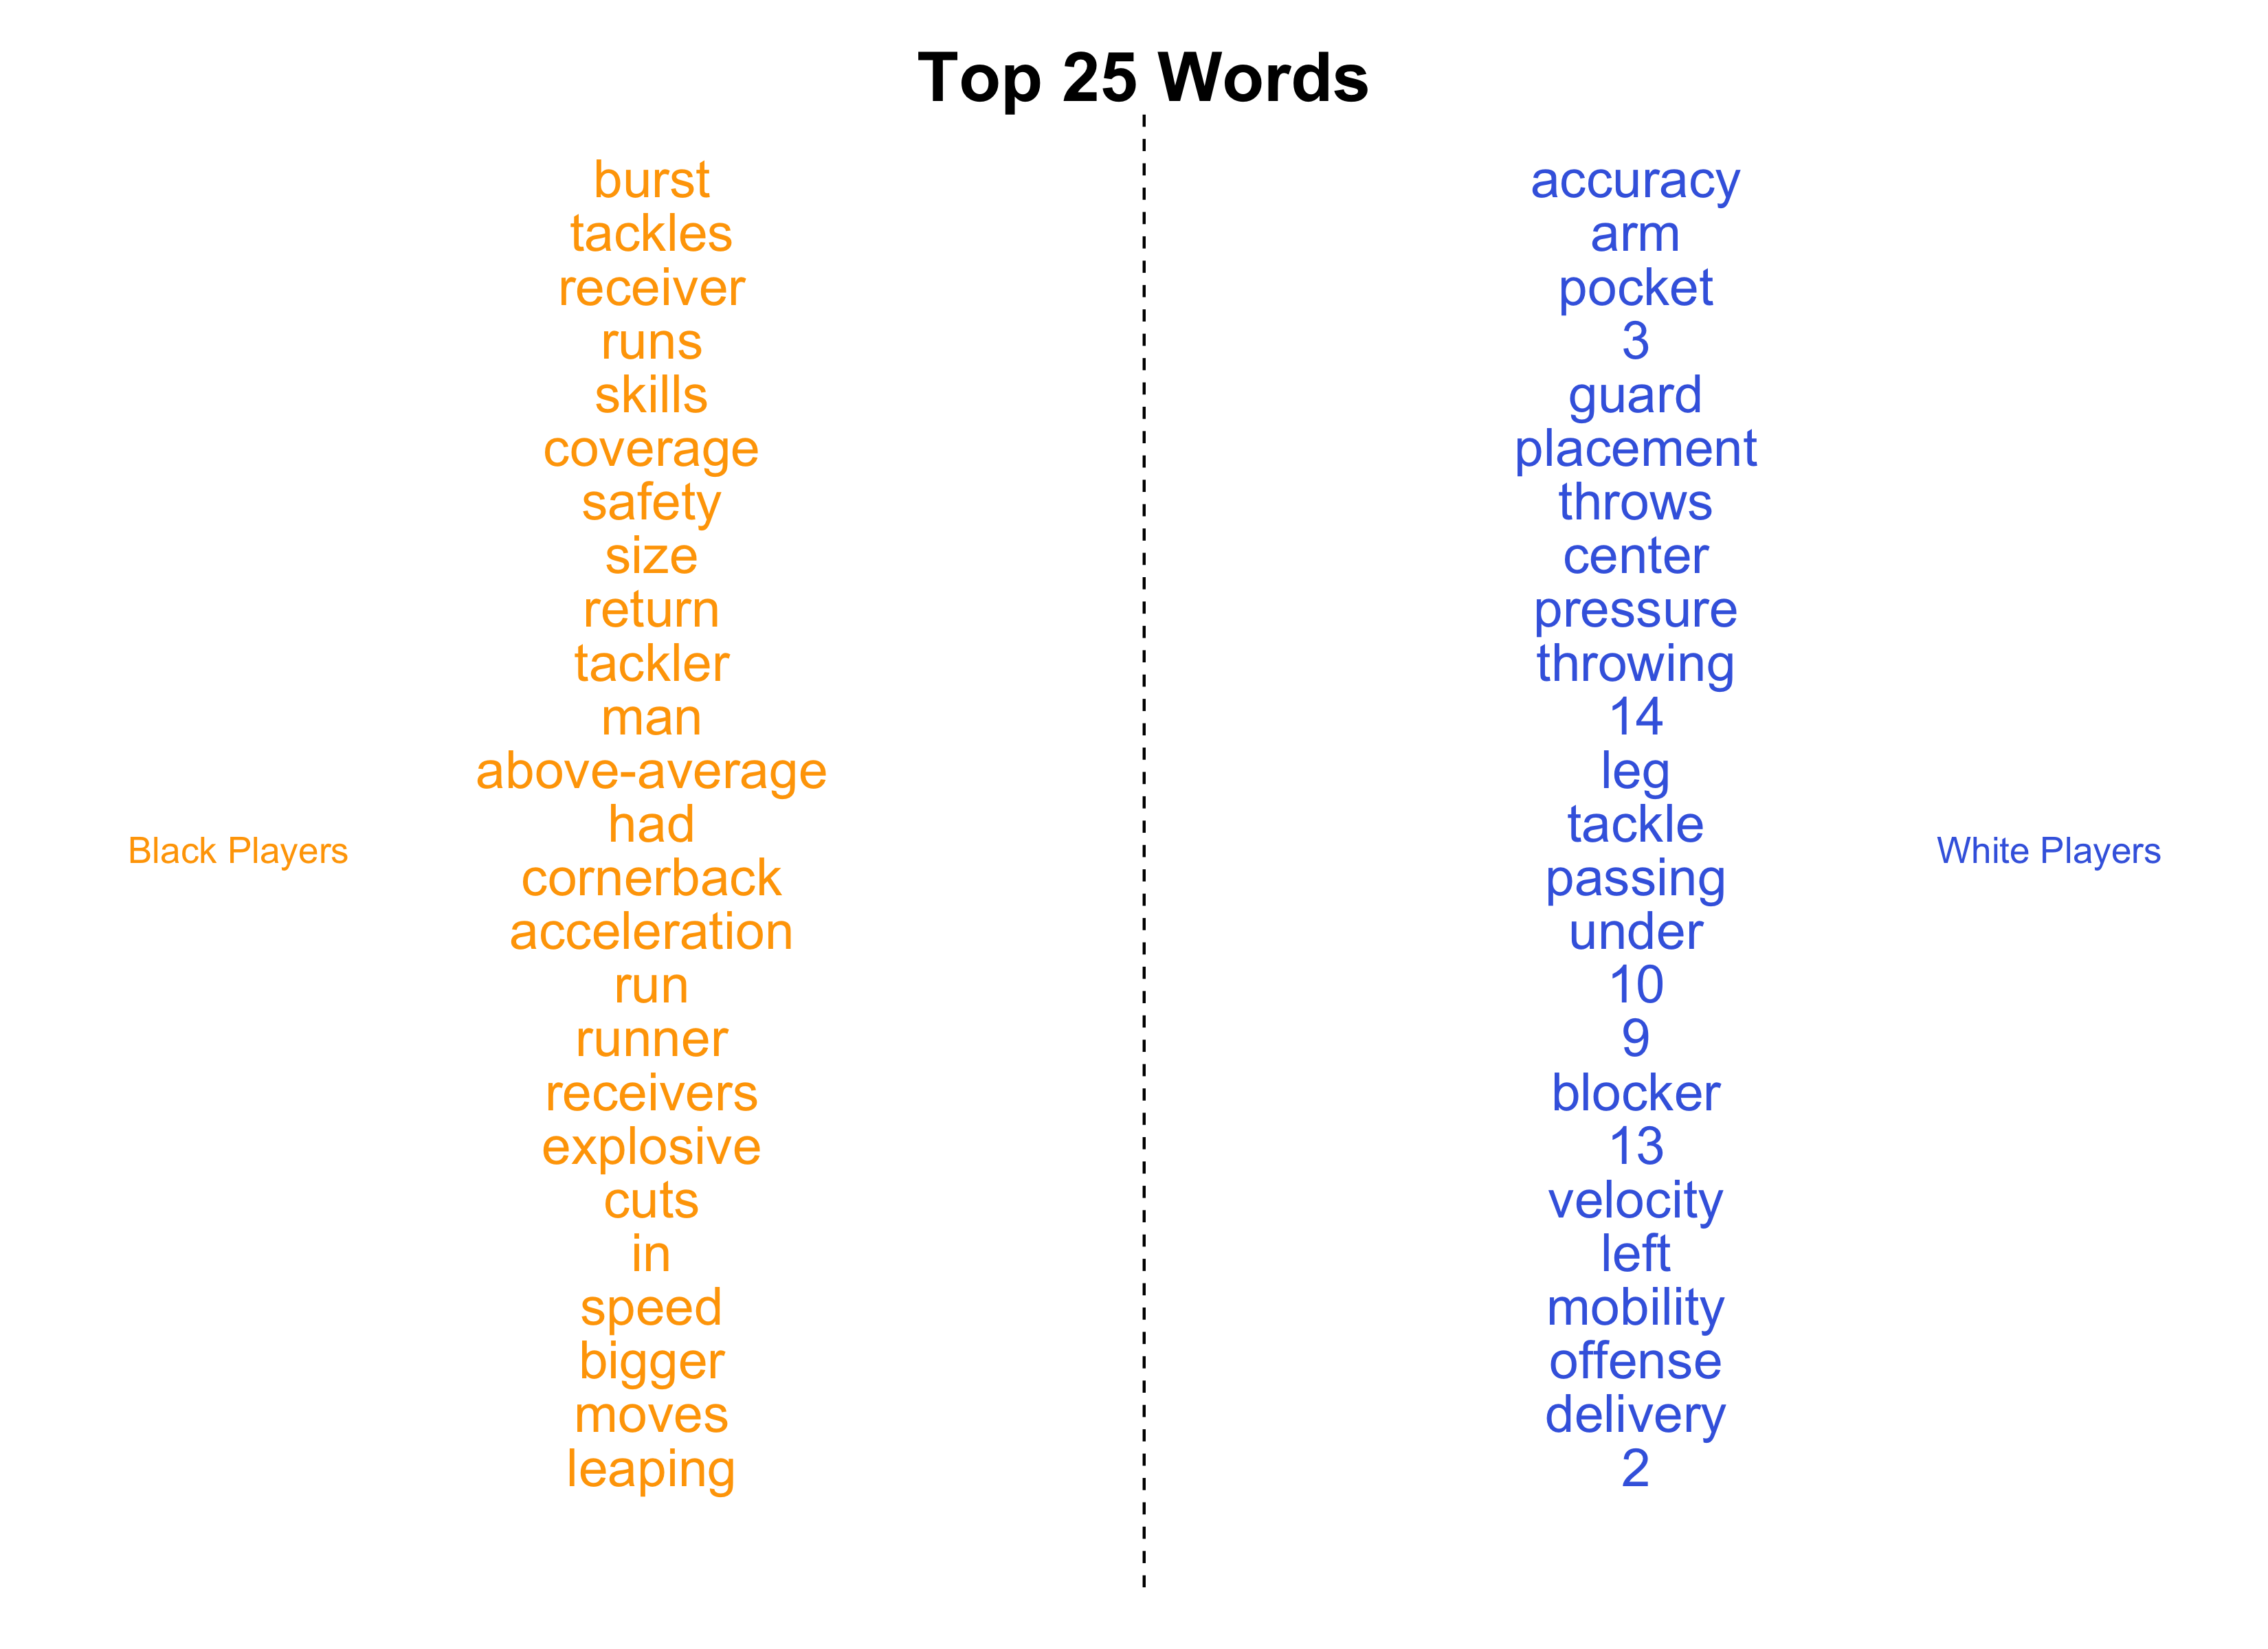 Top 25 Words
burst
tackles
receiver
runs
skills
coverage
safety
size
return
tackler
man
above-average
had
cornerback
acceleration
run
runner
receivers
explosive
cuts
in
speed
bigger
moves
leaping
Black Players
accuracy
arm
pocket
3
guard
placement
throws
center
pressure
throwing
14
leg
tackle
passing
under
10
9
blocker
13
velocity
left
mobility
offense
delivery
2
White Players